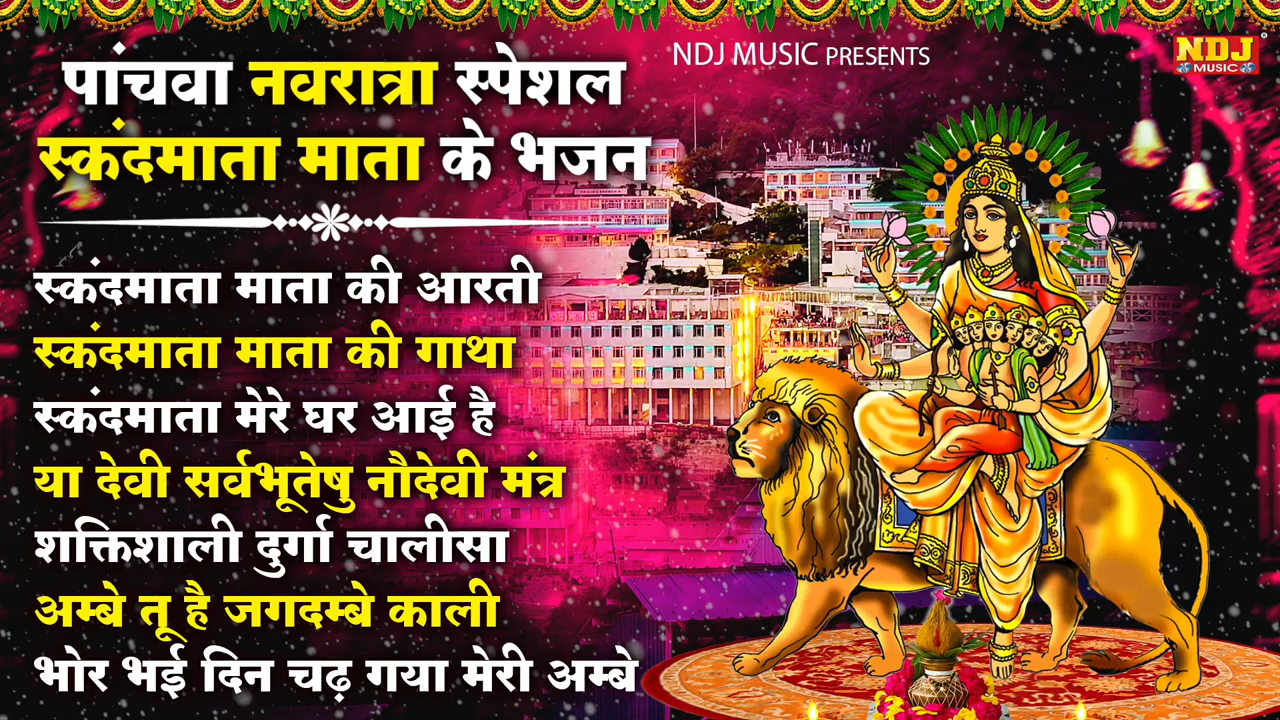 NDJ MUSIC PRESENTS
NDJ
MUSIC
पांचवा नवरात्रा स्पेशल
स्कंदमाता माता के भजन
स्कंदमाता माता की आरती
स्कंदमाता माता की गाथा
स्कंदमाता मेरे घर आई है
या देवी सर्वभूतेषु नौदेवी मंत्र
शक्तिशाली दुर्गा चालीसा
अम्बे तू है जगदम्बे काली
भोर भई दिन चढ़ गया मेरी अम्बे